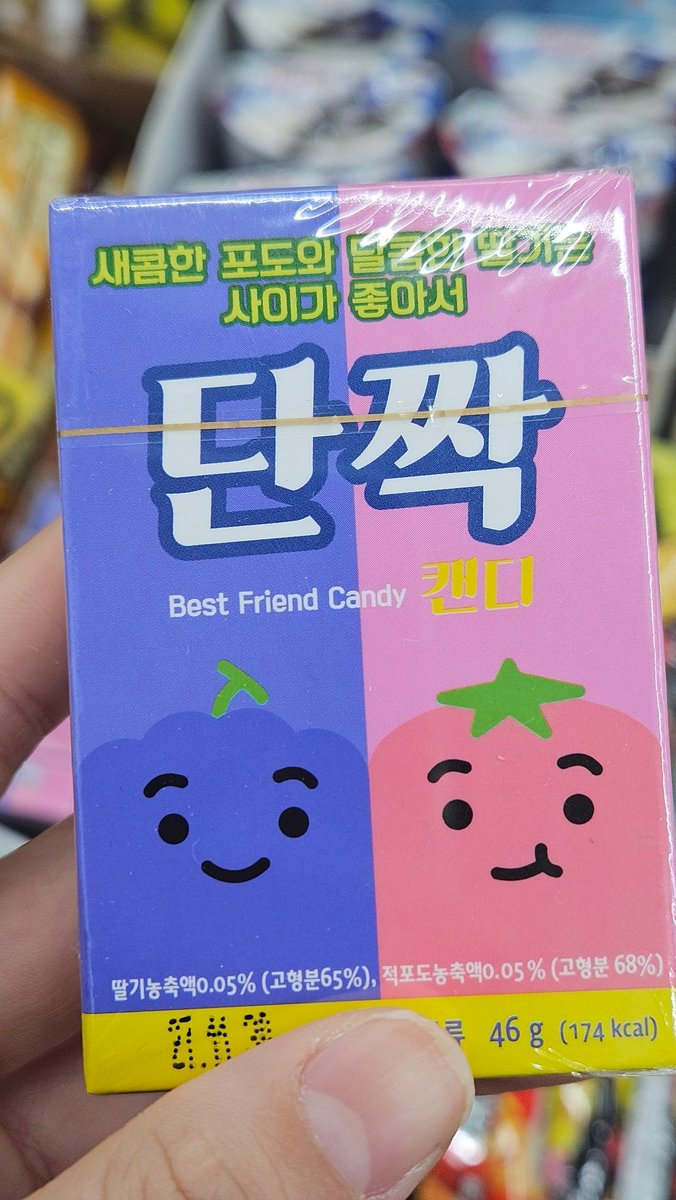 새콤한 포도와 달콤한 딸기는
사이가 좋아서
단짝
Best Friend Candy 캔디
딸기농축액0.05% (고형분65%), 적포도농축액0.05% (고형분 68%)
46 g (174 kcal)